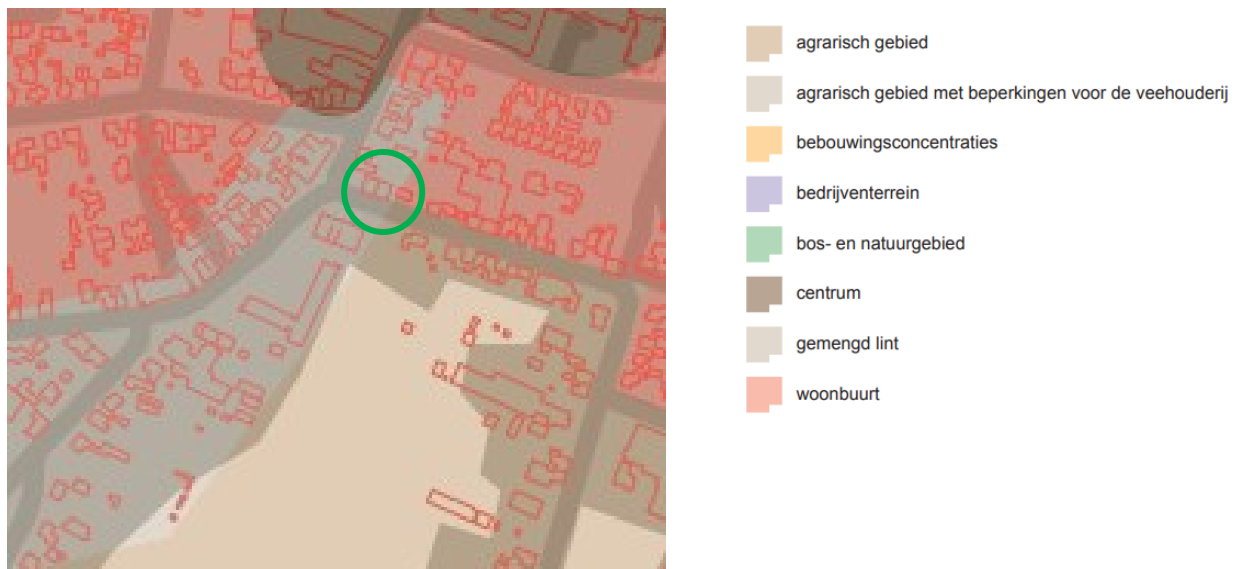 agrarisch gebied
agrarisch gebied met beperkingen voor de veehouderij
bebouwingsconcentraties
bedrijventerrein
bos- en natuurgebied
centrum
gemengd lint
woonbuurt